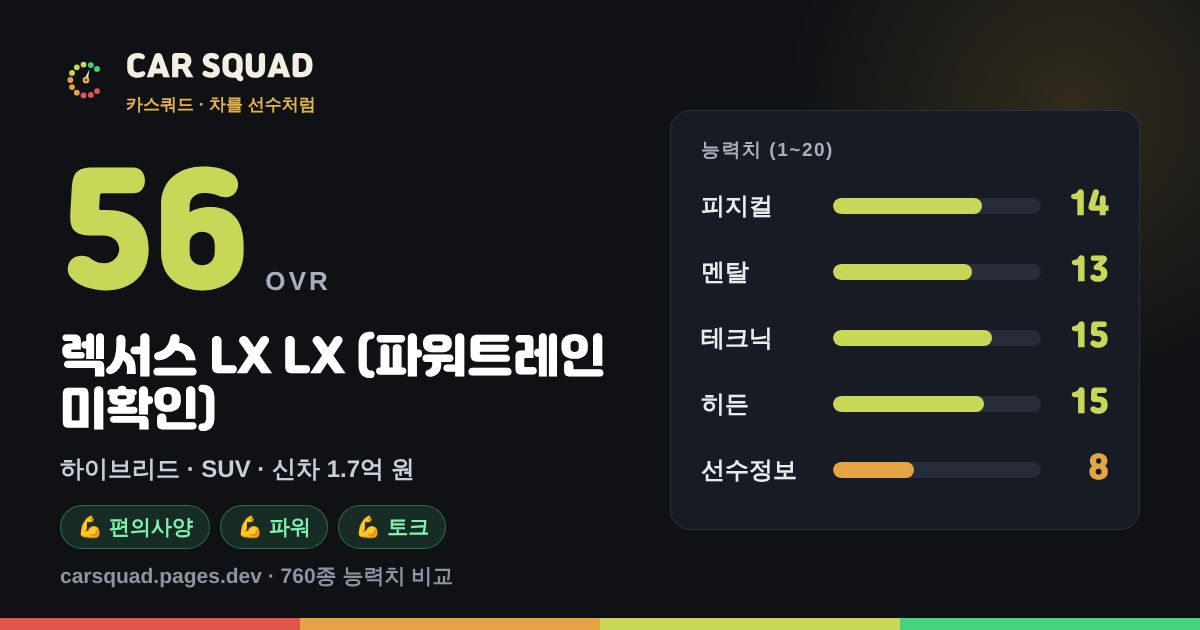 CAR SQUAD
카스쿼드 · 차를 선수처럼
56 OVR
렉서스 LX LX (파워트레인
미확인)
하이브리드 · SUV · 신차 1.7억 원
💪 편의사양 💪 파워 💪 토크
carsquad.pages.dev · 760종 능력치 비교
능력치 (1~20)
피지컬 14
멘탈 13
테크닉 15
히든 15
선수정보 8